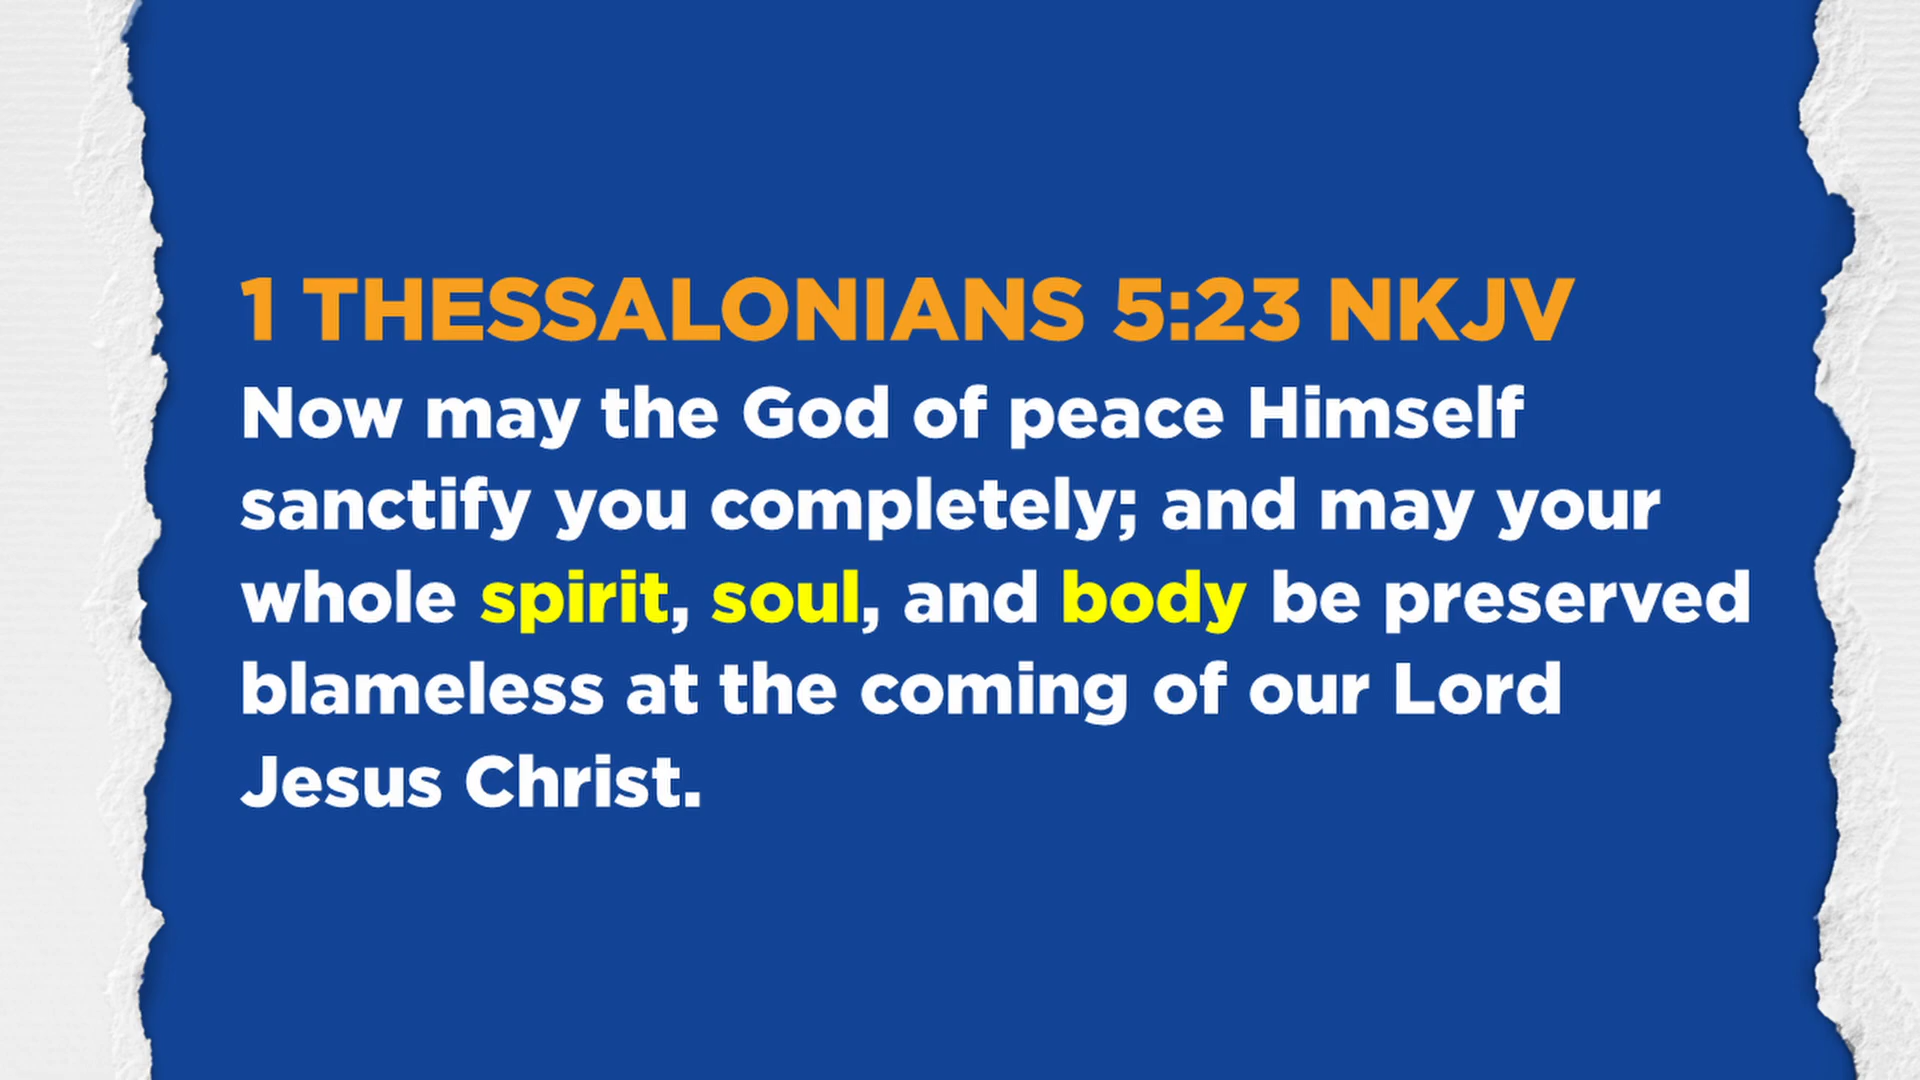 1 THESSALONIANS 5:23 NKJV
Now may the God of peace Himself
sanctify you completely; and may your
whole spirit, soul, and body be preserved
blameless at the coming of our Lord
Jesus Christ.